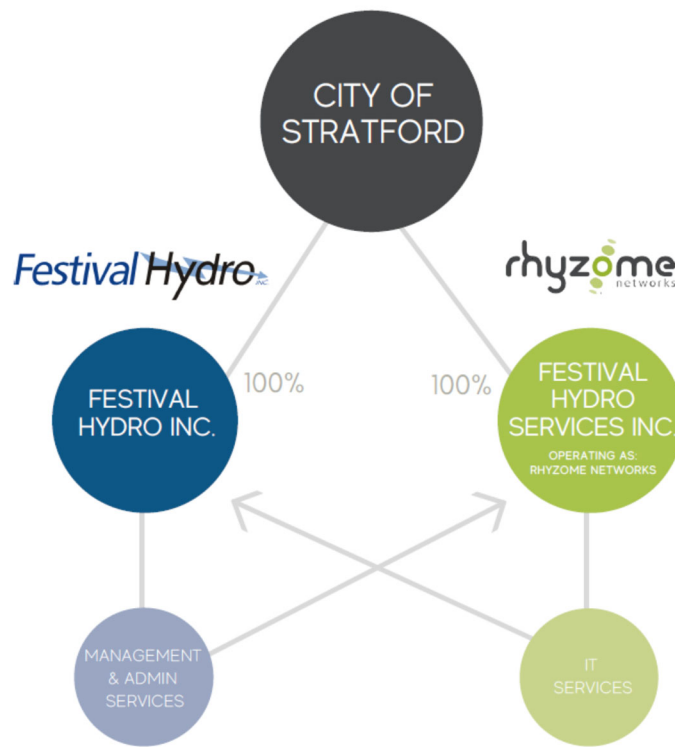 CITY OF
STRATFORD
Festival Hydro INC.
rhyzome
networks
100%
100%
FESTIVAL
HYDRO INC.
FESTIVAL
HYDRO
SERVICES INC.
OPERATING AS:
RHYZOME NETWORKS
MANAGEMENT
& ADMIN
SERVICES
IT
SERVICES